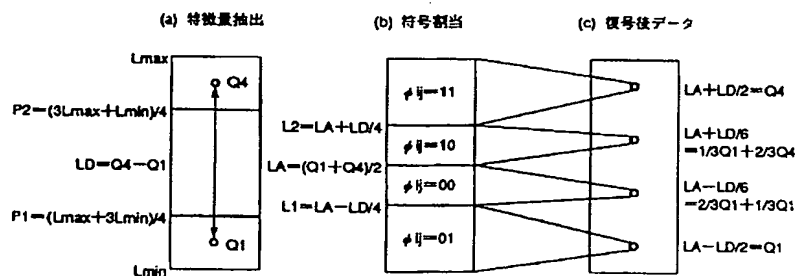 (a) 特徴量抽出
Lmax
Q4
P2=(3Lmax+Lmin)/4
LD=Q4-Q1
P1=(Lmax+3Lmin)/4
Q1
Lmin
(b) 符号割当
φij=11
L2=LA+LD/4
φij=10
LA=(Q1+Q4)/2
φij=00
L1=LA-LD/4
φij=01
(c) 復号後データ
LA+LD/2=Q4
LA+LD/6
=1/3Q1+2/3Q4
LA-LD/6
=2/3Q1+1/3Q1
LA-LD/2=Q1